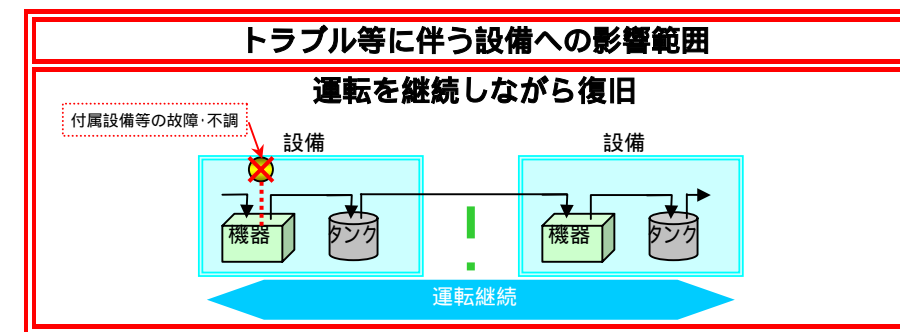 トラブル等に伴う設備への影響範囲
運転を継続しながら復旧
付属設備等の故障・不調
設備
設備
機器
タンク
機器
タンク
運転継続